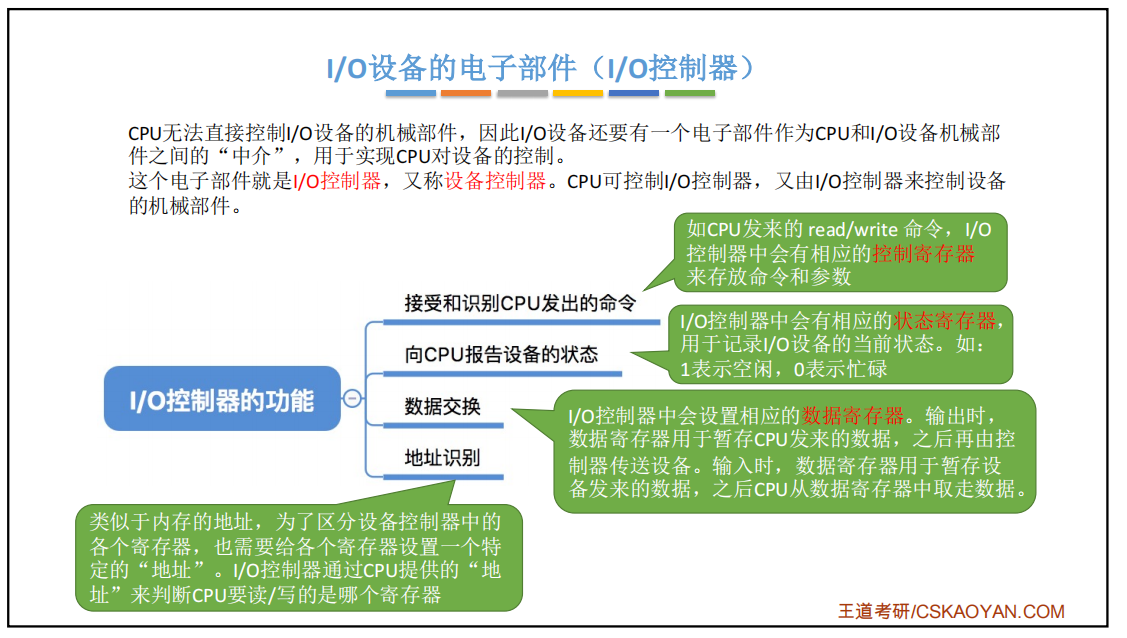 I/O设备的电子部件（I/O控制器）
CPU无法直接控制I/O设备的机械部件，因此I/O设备还要有一个电子部件作为CPU和I/O设备机械部
件之间的“中介”，用于实现CPU对设备的控制。
这个电子部件就是I/O控制器，又称设备控制器。CPU可控制I/O控制器，又由I/O控制器来控制设备
的机械部件。
如CPU发来的 read/write 命令，I/O
控制器中会有相应的控制寄存器
来存放命令和参数
接受和识别CPU发出的命令
I/O控制器中会有相应的状态寄存器，
用于记录I/O设备的当前状态。如：
1表示空闲，0表示忙碌
向CPU报告设备的状态
I/O控制器的功能
数据交换
I/O控制器中会设置相应的数据寄存器。输出时，
数据寄存器用于暂存CPU发来的数据，之后再由控
制器传送设备。输入时，数据寄存器用于暂存设
备发来的数据，之后CPU从数据寄存器中取走数据。
地址识别
类似于内存的地址，为了区分设备控制器中的
各个寄存器，也需要给各个寄存器设置一个特
定的“地址”。I/O控制器通过CPU提供的“地
址”来判断CPU要读/写的是哪个寄存器
王道考研/CSKAOYAN.COM